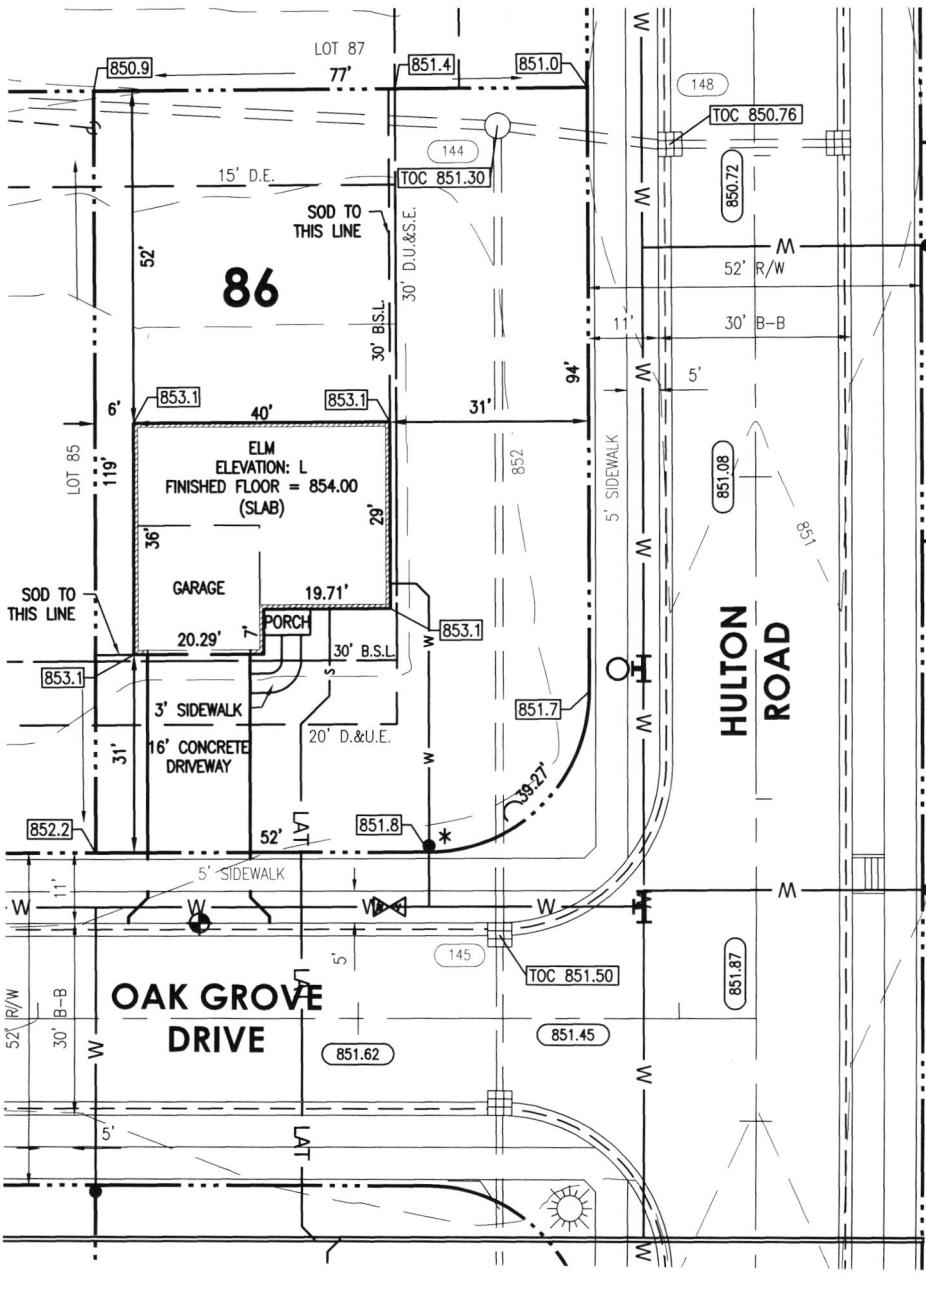 LOT 87
850.9
77'
851.4
851.0
148
TOC 850.76
144
TOC 851.30
15' D.E.
SOD TO
THIS LINE
30' D.U.&S.E.
850.72
W
W
W
52' R/W
52'
86
30' B.S.L.
11'
30' B-B
94'
W
5'
853.1
853.1
6'
40'
31'
LOT 85
119'
ELM
ELEVATION: L
FINISHED FLOOR = 854.00
(SLAB)
29'
852
5' SIDEWALK
851.08
851
36'
W
GARAGE
19.71'
SOD TO
THIS LINE
PORCH
853.1
20.29'
7'
30' B.S.L.
W
S
853.1
HULTON
ROAD
3' SIDEWALK
851.7
W
20' D.&U.E.
16' CONCRETE
DRIVEWAY
31'
W
39.27'
852.2
LAT
52'
851.8
*
5' SIDEWALK
11'
W
W
W
W
W
W
W
5'
145
TOC 851.50
851.87
OAK GROVE
DRIVE
LAT
52' R/W
30' B-B
W
851.62
851.45
W
5'
LAT
W